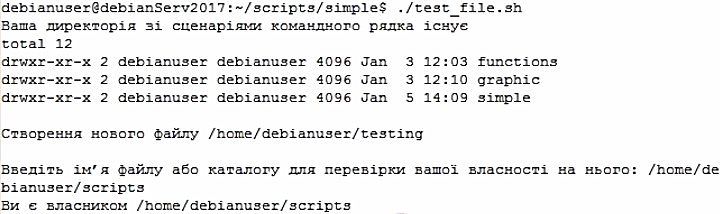 debianuser@debianServ2017:~/scripts/simple$ ./test_file.sh
Ваша директорія зі сценаріями командного рядка існує
total 12
drwxr-xr-x 2 debianuser debianuser 4096 Jan  3 12:03 functions
drwxr-xr-x 2 debianuser debianuser 4096 Jan  3 12:10 graphic
drwxr-xr-x 2 debianuser debianuser 4096 Jan  5 14:09 simple
Створення нового файлу /home/debianuser/testing
Введіть ім’я файлу або каталогу для перевірки вашої власності на нього: /home/de
bianuser/scripts
Ви є власником /home/debianuser/scripts